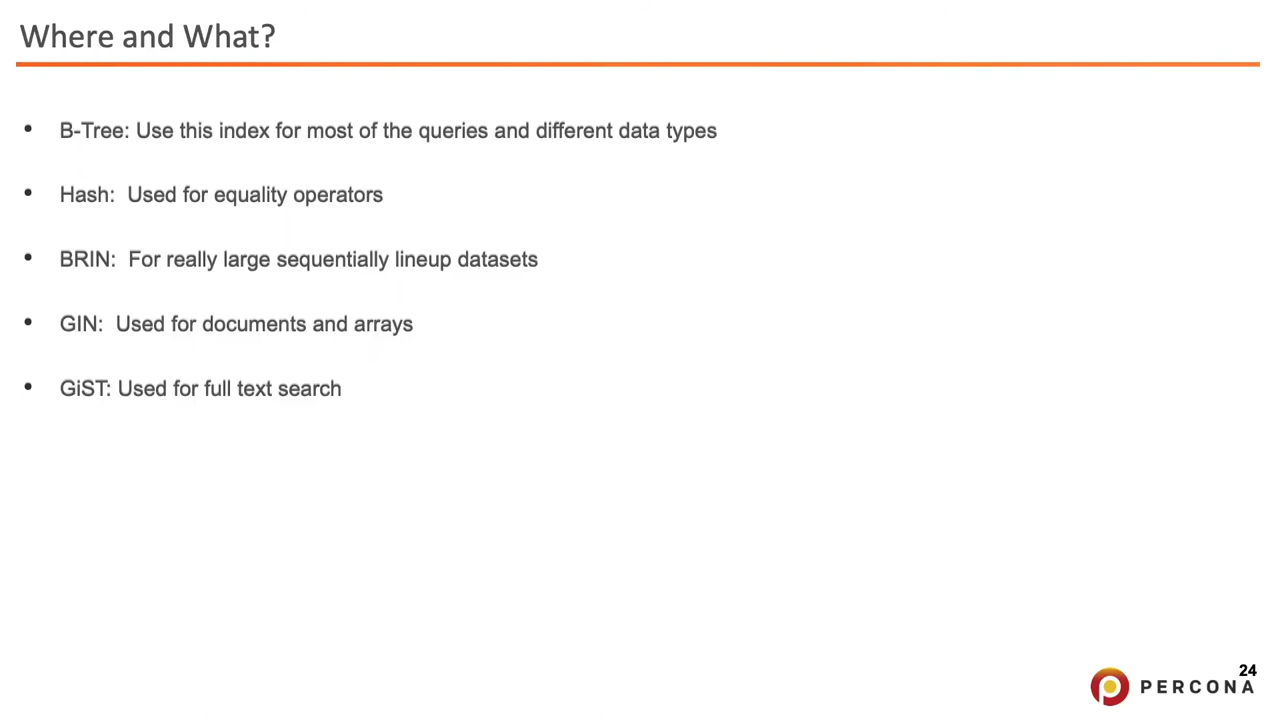 Where and What?
• B-Tree: Use this index for most of the queries and different data types
• Hash:  Used for equality operators
• BRIN:  For really large sequentially lineup datasets
• GIN:  Used for documents and arrays
• GiST: Used for full text search
24
PERCONA